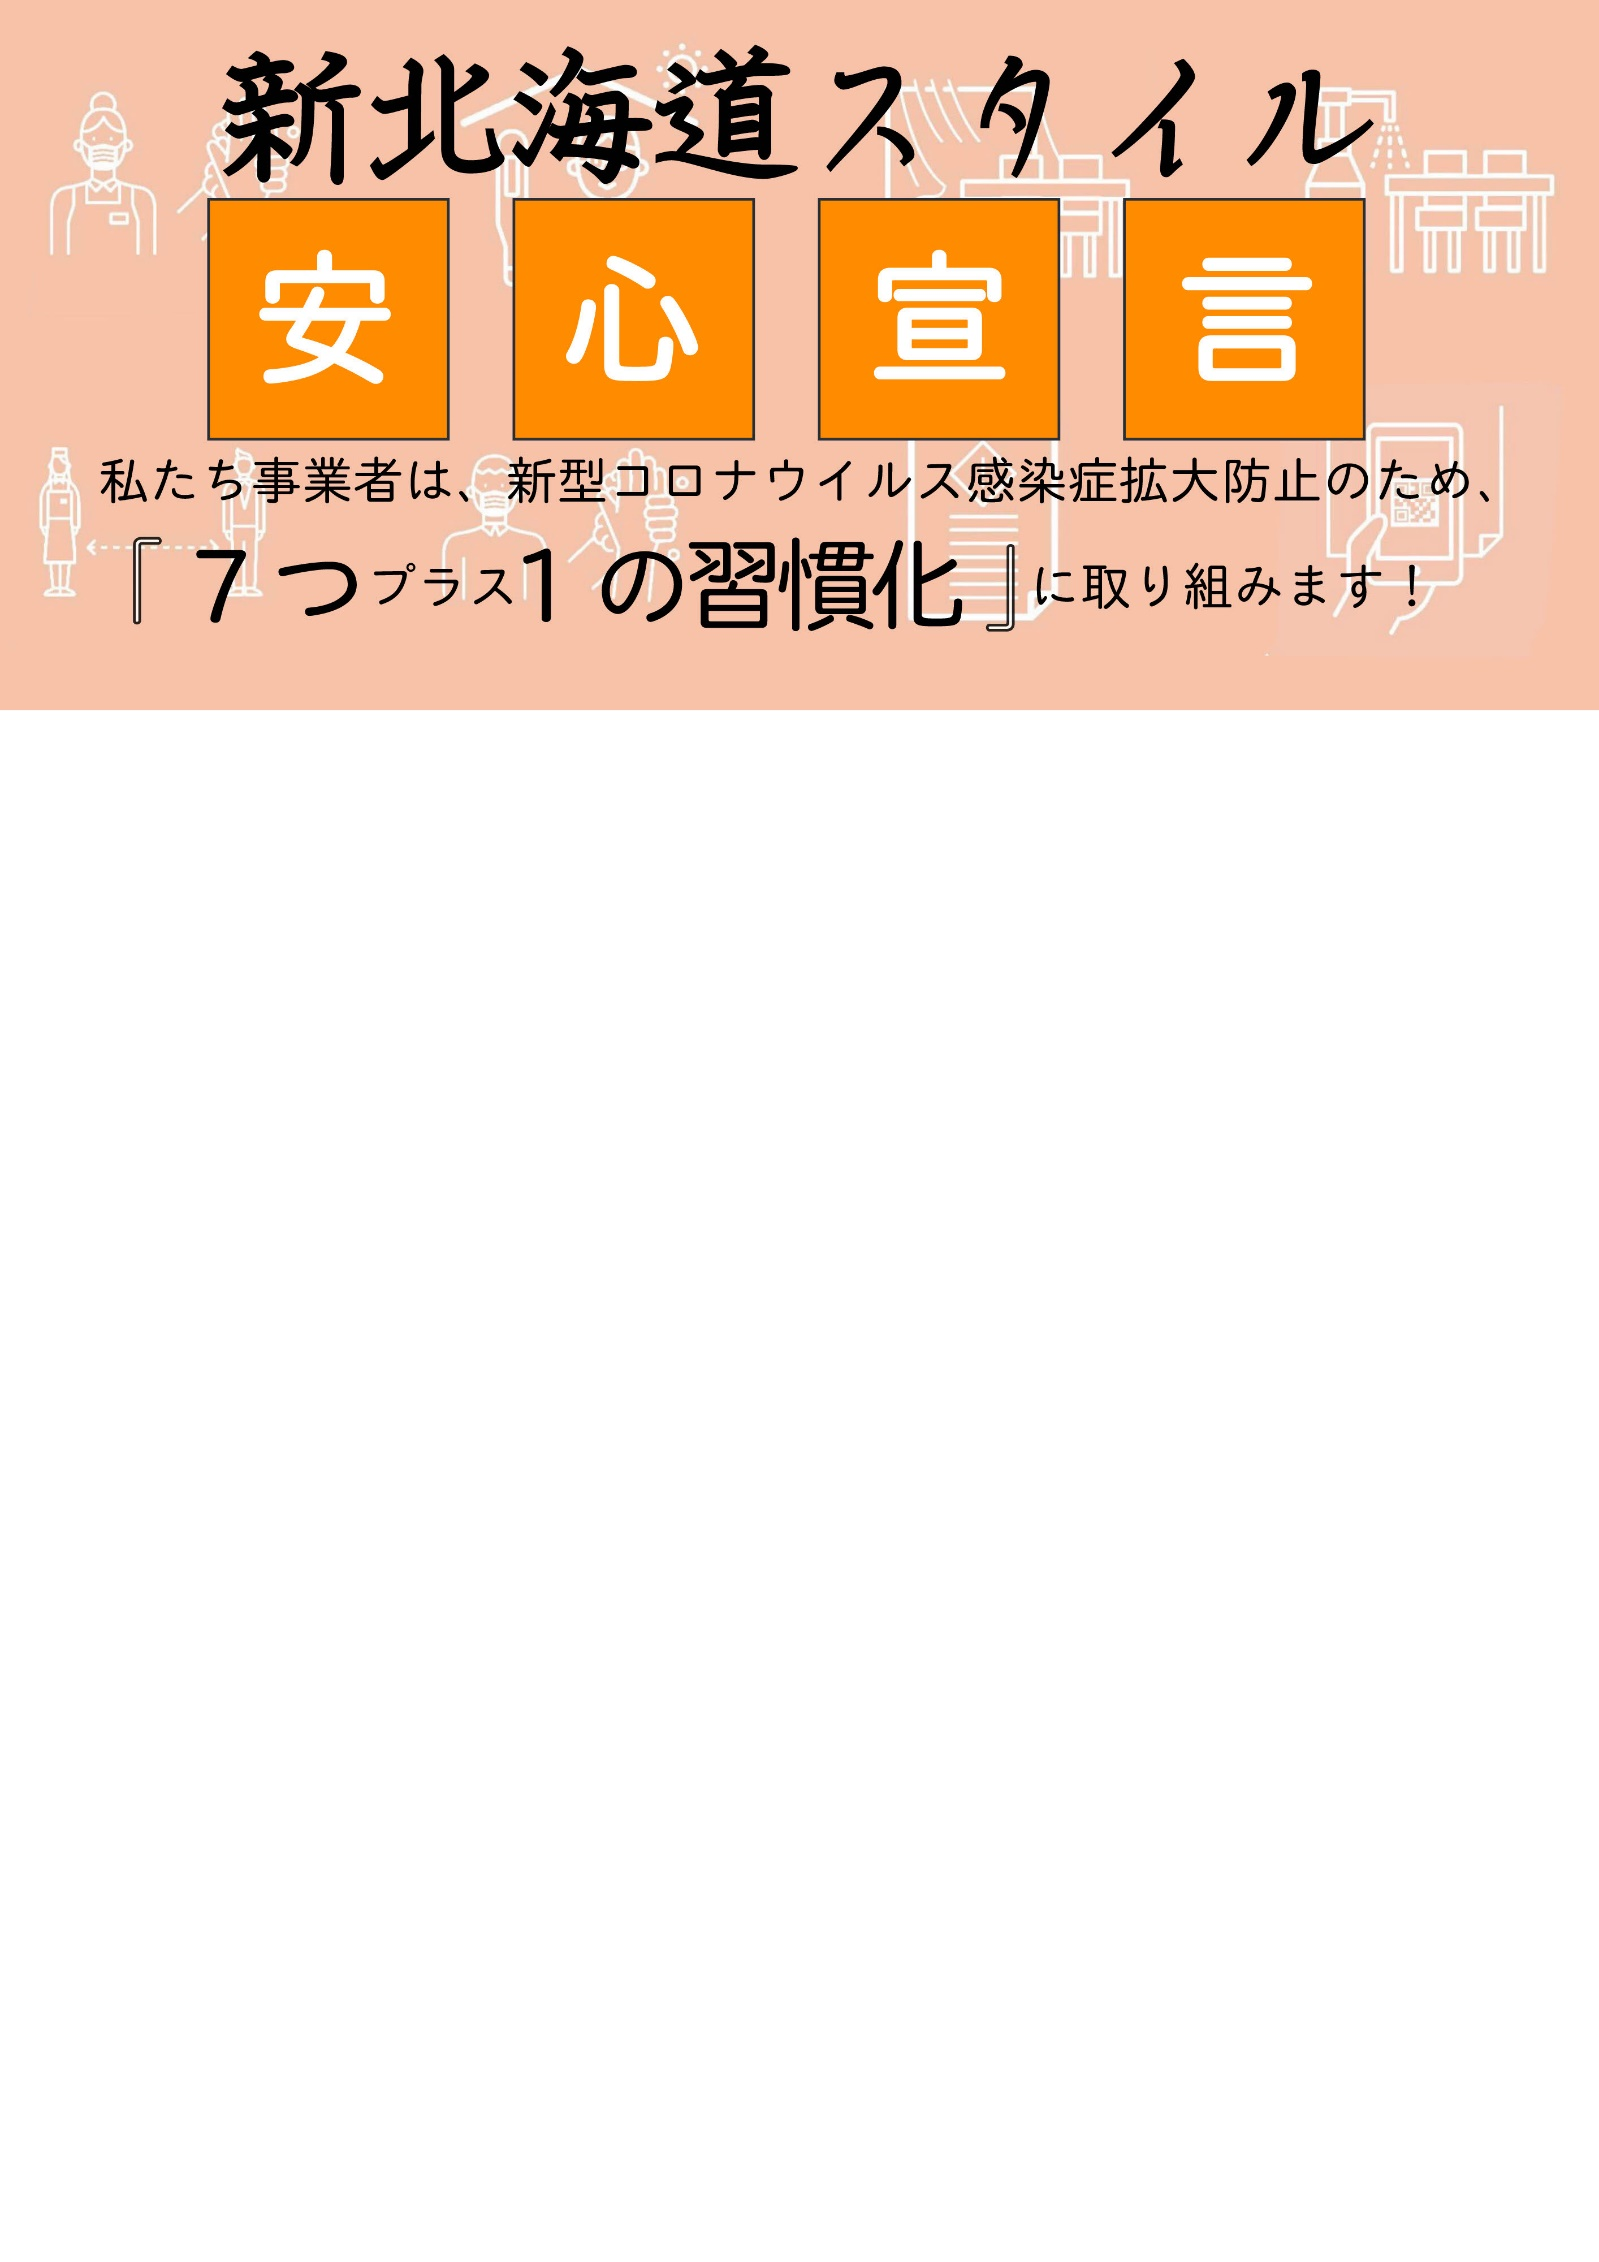 新北海道スタイル
安心宣言
私たち事業者は、新型コロナウイルス感染症拡大防止のため、
『７つプラス1の習慣化』に取り組みます！